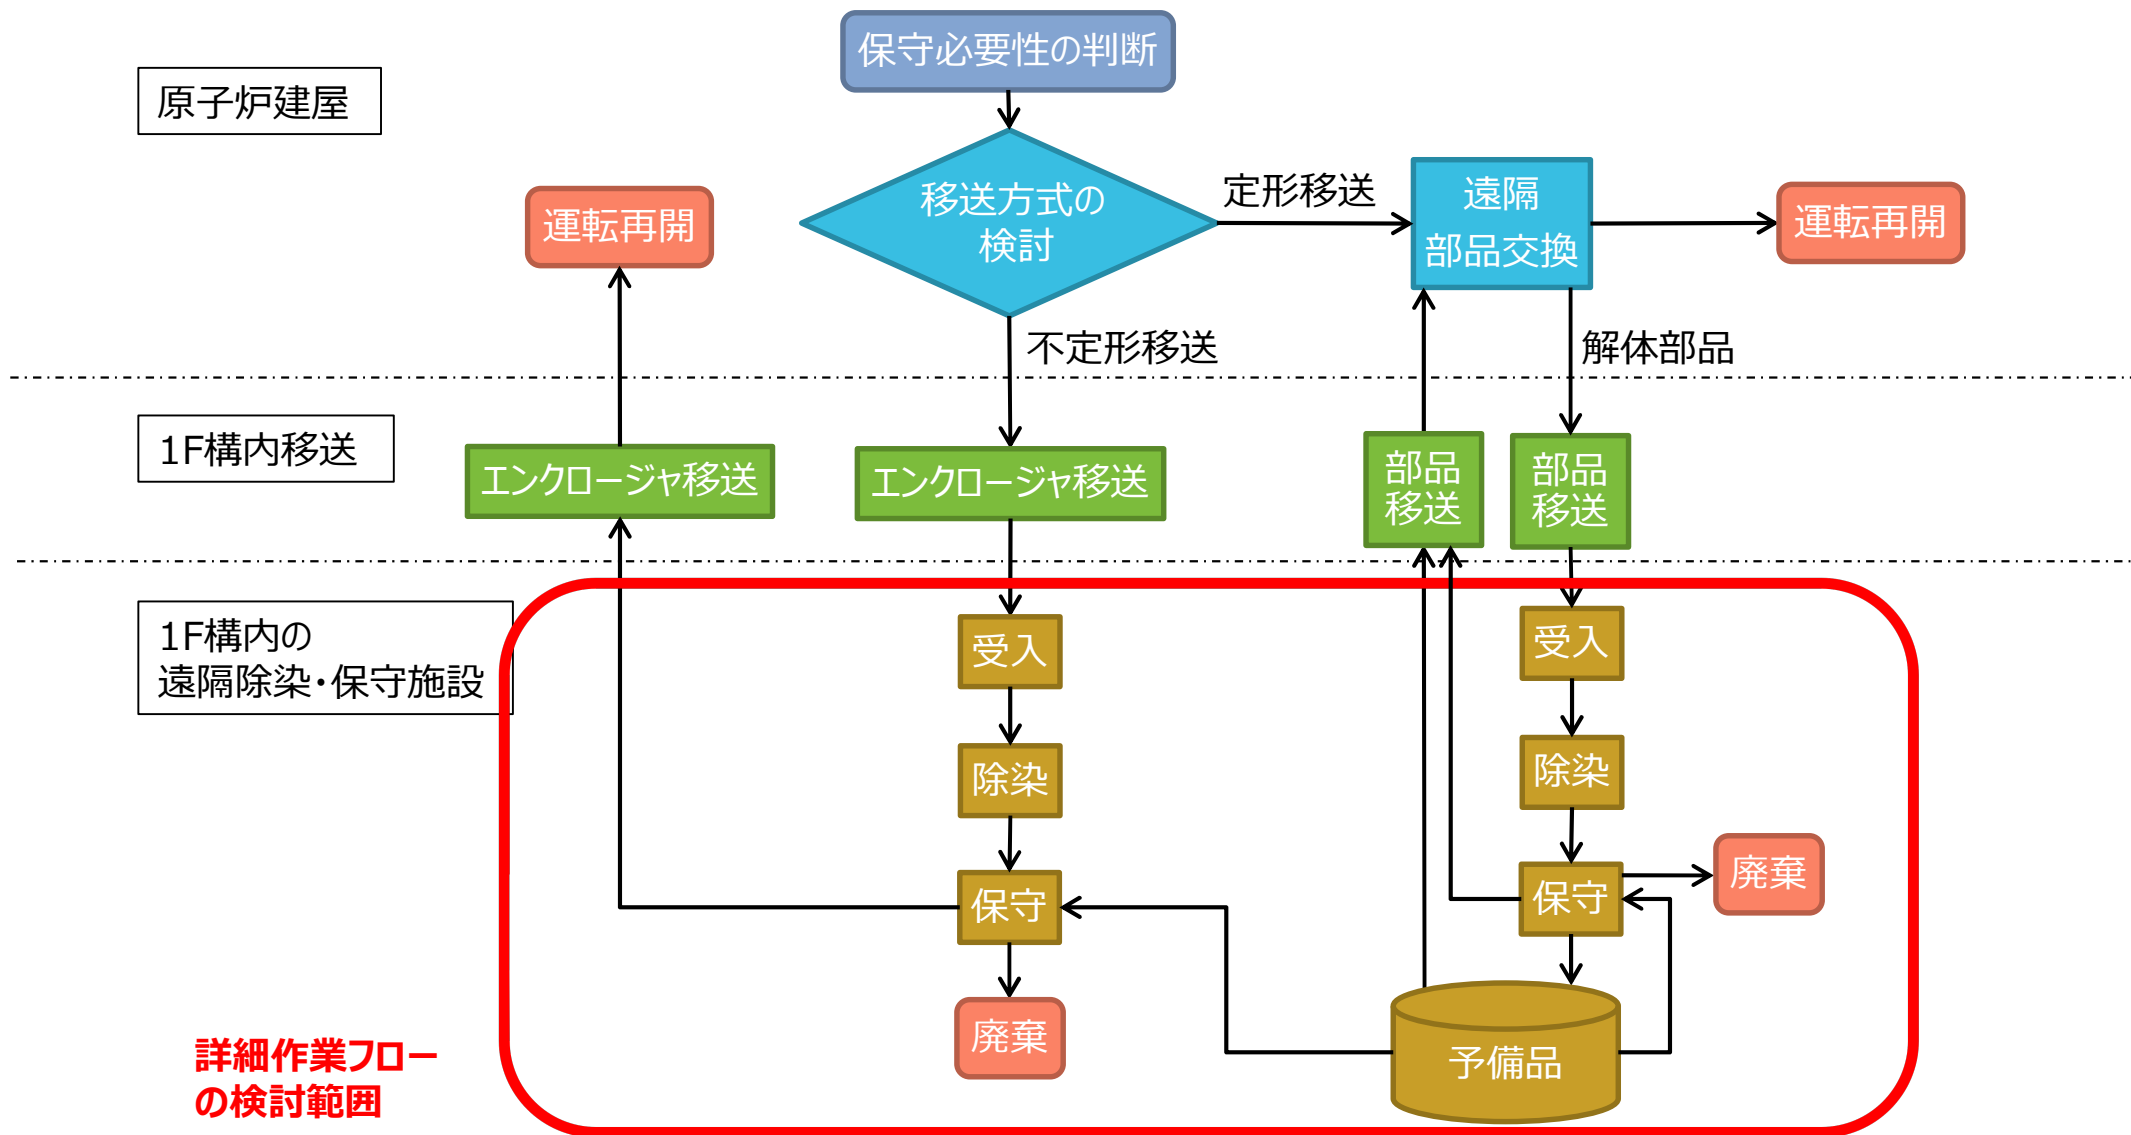 保守必要性の判断
原子炉建屋
移送方式の
検討
定形移送
遠隔
部品交換
運転再開
運転再開
不定形移送
解体部品
1F構内移送
エンクロージャ移送
エンクロージャ移送
部品
移送
部品
移送
1F構内の
遠隔除染・保守施設
受入
受入
除染
除染
保守
保守
廃棄
廃棄
予備品
詳細作業フロー
の検討範囲